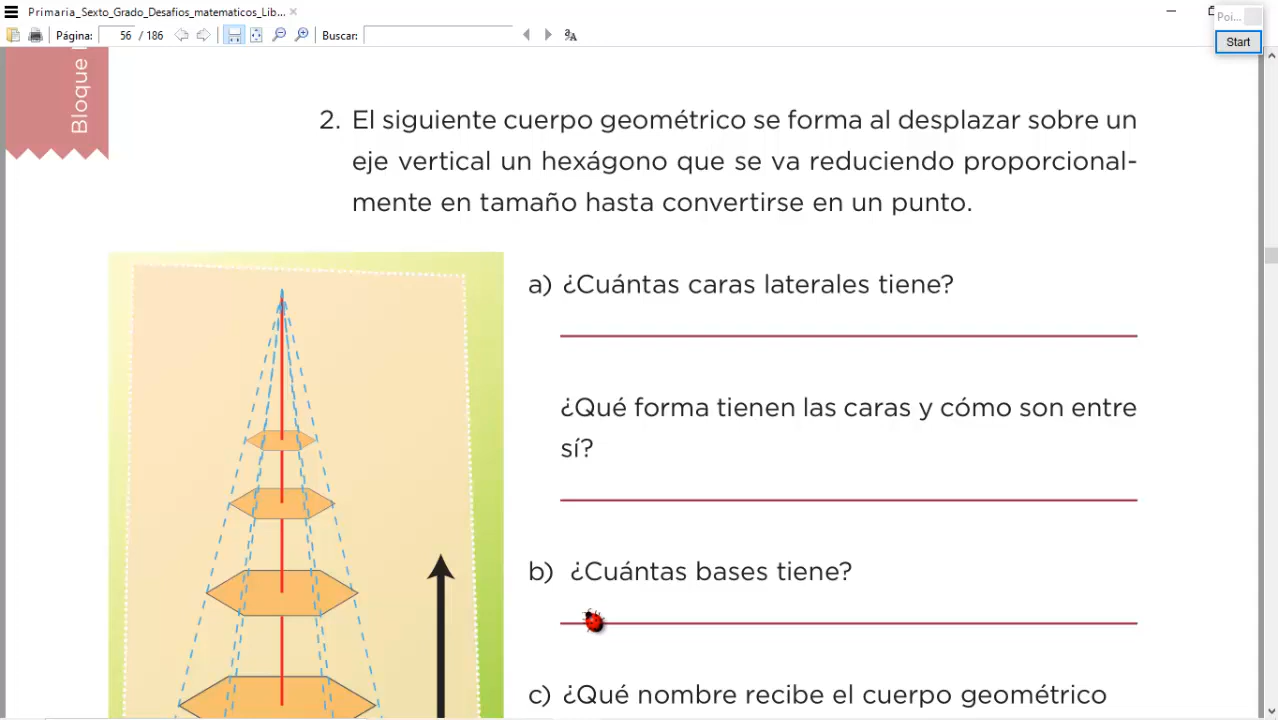 Primaria_Sexto_Grado_Desafios_matematicos_Lib...
Poi...
Página: 56 / 186 Buscar:
Start
Bloque
2. El siguiente cuerpo geométrico se forma al desplazar sobre un
eje vertical un hexágono que se va reduciendo proporcional-
mente en tamaño hasta convertirse en un punto.
a) ¿Cuántas caras laterales tiene?
¿Qué forma tienen las caras y cómo son entre
sí?
b) ¿Cuántas bases tiene?
c) ¿Qué nombre recibe el cuerpo geométrico